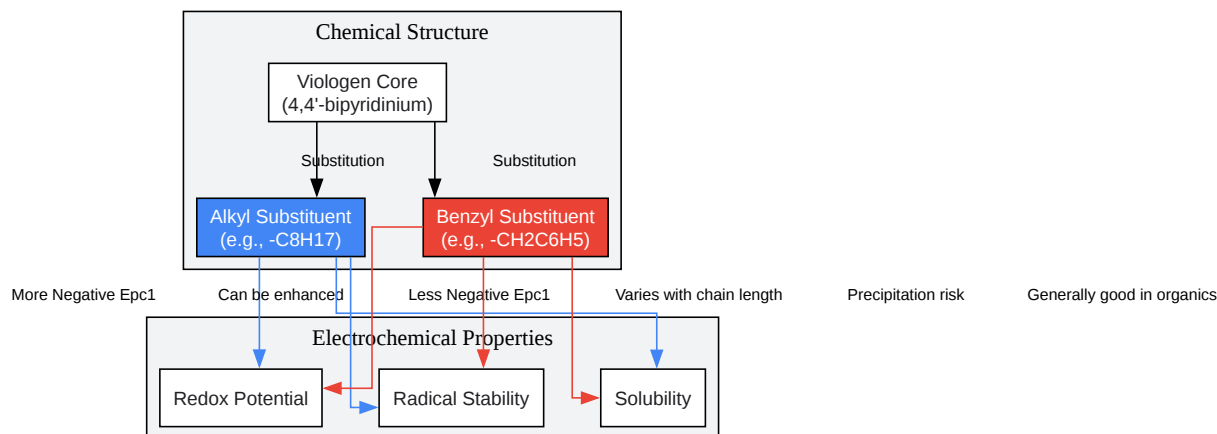 Chemical Structure
Viologen Core
(4,4'-bipyridinium)
Substitution
Substitution
Alkyl Substituent
(e.g., -C8H17)
Benzyl Substituent
(e.g., -CH2C6H5)
More Negative Epc1
Can be enhanced
Less Negative Epc1
Varies with chain length
Precipitation risk
Generally good in organics
Electrochemical Properties
Redox Potential
Radical Stability
Solubility